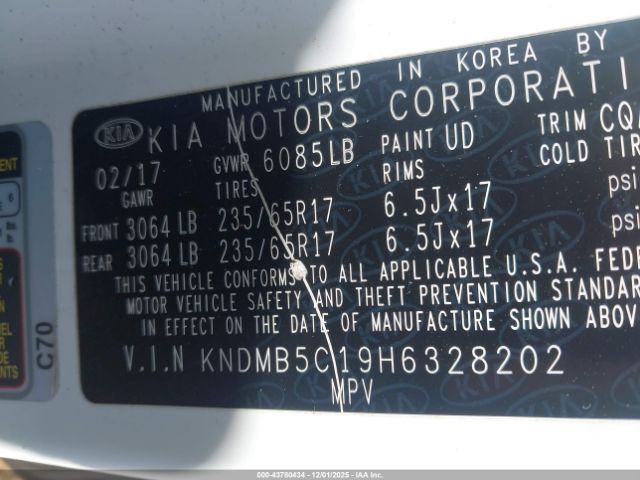 MANUFACTURED IN KOREA BY
KIA KIA MOTORS CORPORATI
02/17 GVWR 6085LB PAINT UD TRIM CQA
GAWR TIRES RIMS COLD TIR
FRONT 3064 LB 235/65R17 6.5Jx17 psi
REAR 3064 LB 235/65R17 6.5Jx17 psi
THIS VEHICLE CONFORMS TO ALL APPLICABLE U.S.A. FEDE
MOTOR VEHICLE SAFETY AND THEFT PREVENTION STANDAR
IN EFFECT ON THE DATE OF MANUFACTURE SHOWN ABOV
V.I.N KNDMB5C19H6328202
MPV
C70
000-43780434 - 12/01/2025 - IAA Inc.